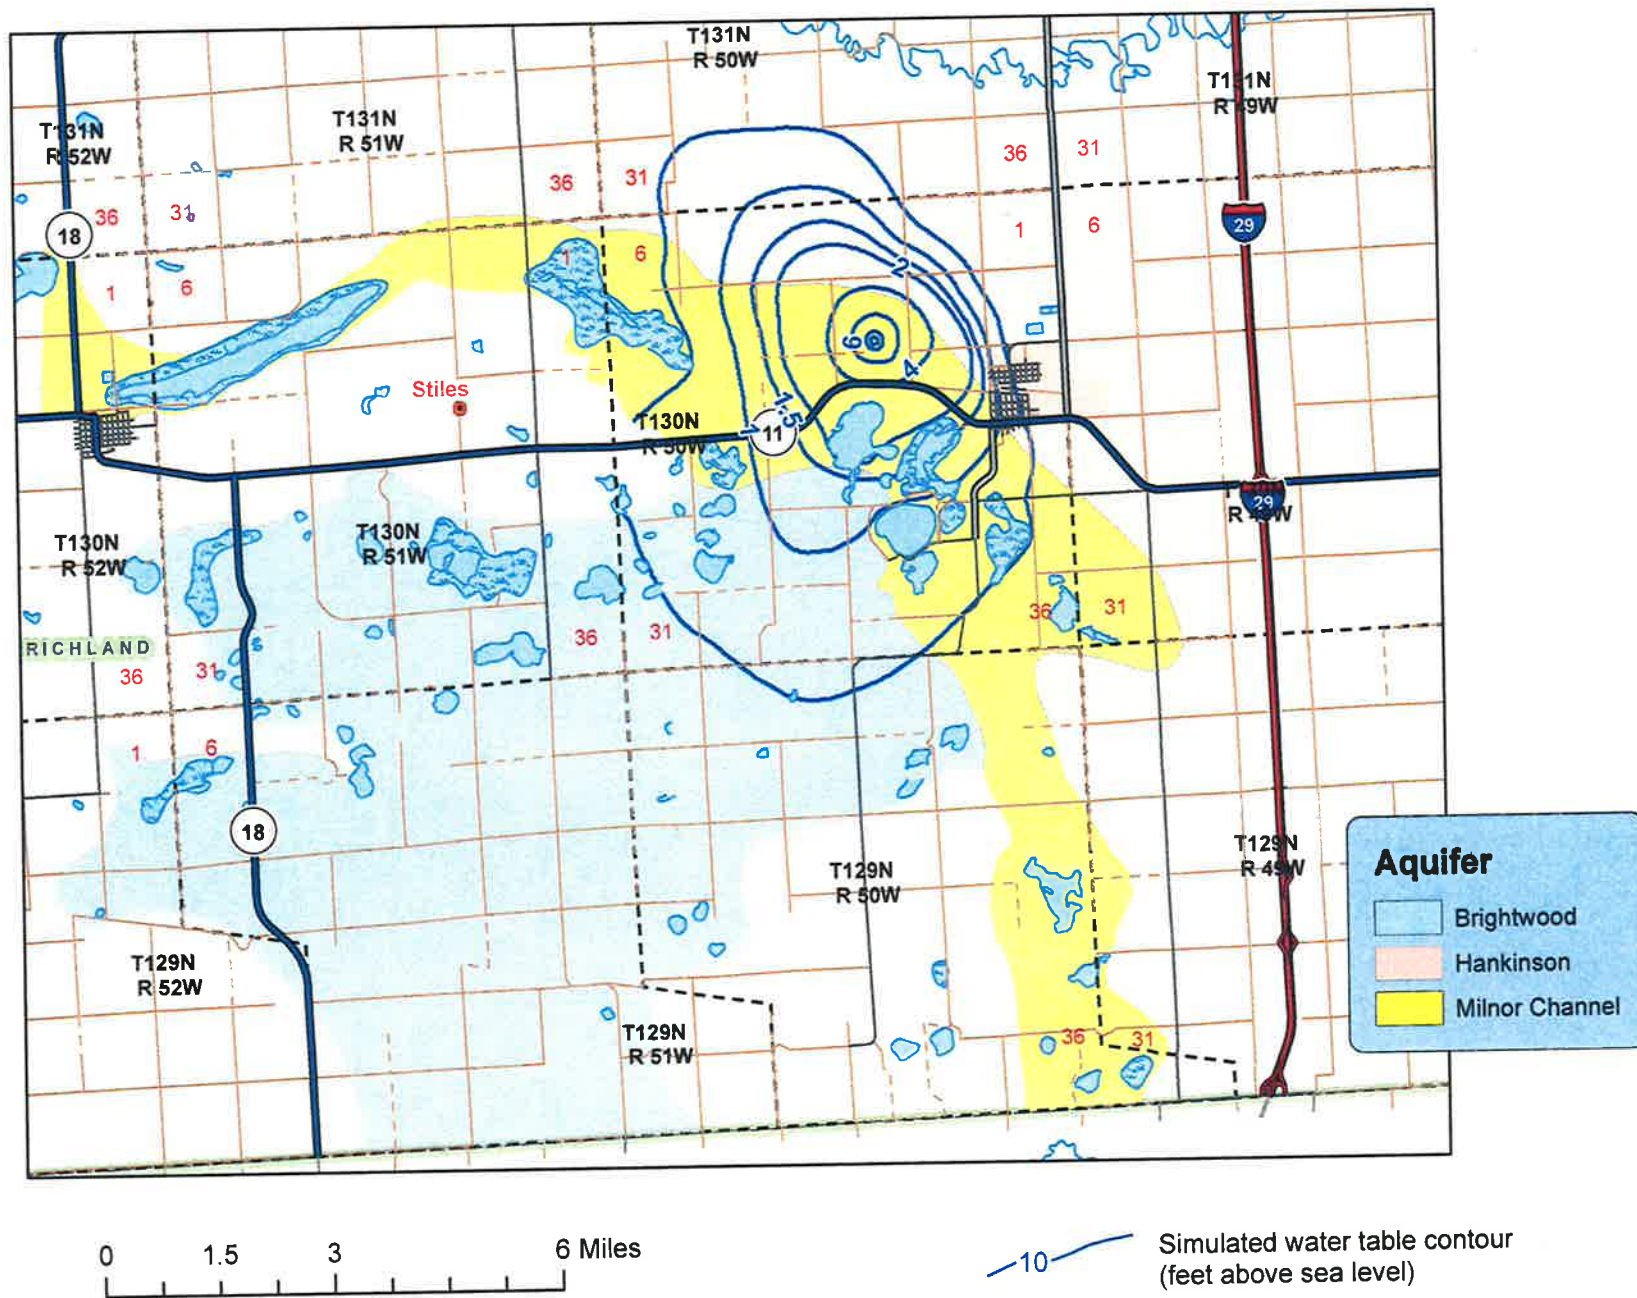 T131N
R 50W
T131N
R 49W
T131N
R 52W
T131N
R 51W
36
31
36
31
36
31
18
29
1
6
1
6
1
6
2
6
4
Stiles
1.5
1
11
T130N
R 50W
29
R 49W
T130N
R 52W
T130N
R 51W
36
31
36
31
RICHLAND
36
31
1
6
18
T129N
R 50W
T129N
R 49W
T129N
R 52W
T129N
R 51W
36
31
Aquifer
Brightwood
Hankinson
Milnor Channel
0 1.5 3 6 Miles
10
Simulated water table contour
(feet above sea level)